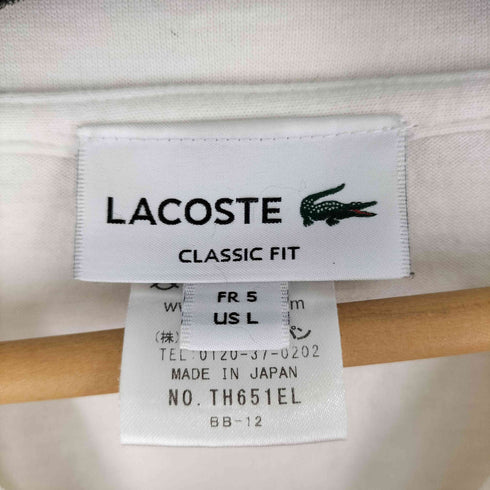 LACOSTE
CLASSIC FIT
FR 5
US L
(株)
TEL:0120-37-0202
MADE IN JAPAN
NO. TH651EL
BB-12